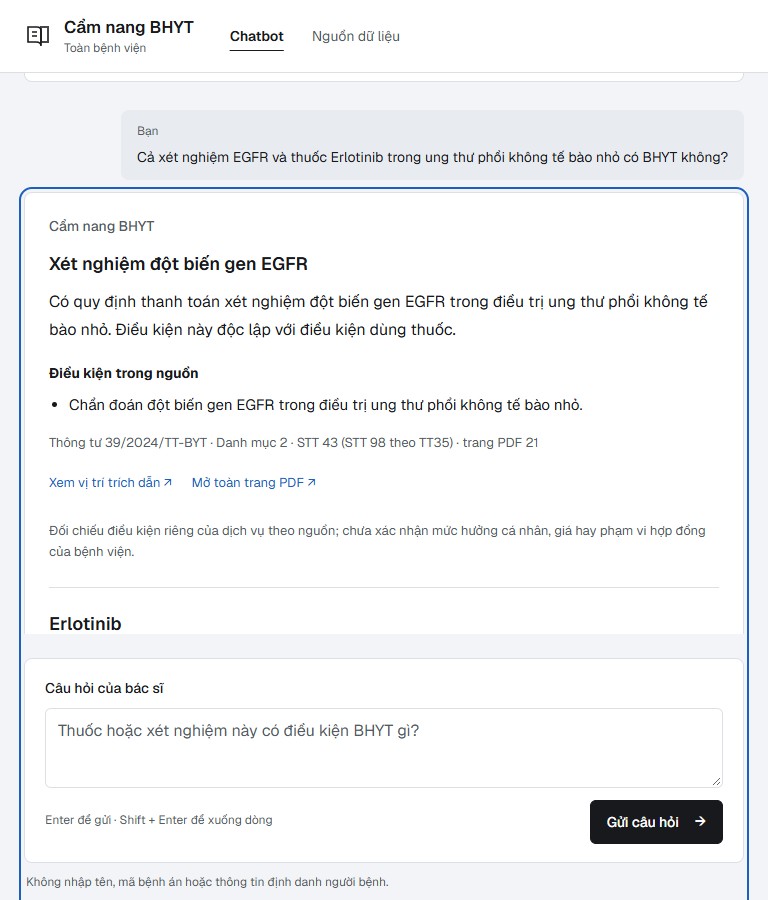 Cẩm nang BHYT
Toàn bệnh viện
Chatbot
Nguồn dữ liệu
Bạn
Cả xét nghiệm EGFR và thuốc Erlotinib trong ung thư phổi không tế bào nhỏ có BHYT không?
Cẩm nang BHYT
Xét nghiệm đột biến gen EGFR
Có quy định thanh toán xét nghiệm đột biến gen EGFR trong điều trị ung thư phổi không tế
bào nhỏ. Điều kiện này độc lập với điều kiện dùng thuốc.
Điều kiện trong nguồn
• Chẩn đoán đột biến gen EGFR trong điều trị ung thư phổi không tế bào nhỏ.
Thông tư 39/2024/TT-BYT · Danh mục 2 · STT 43 (STT 98 theo TT35) · trang PDF 21
Xem vị trí trích dẫn ↗ Mở toàn trang PDF ↗
Đối chiếu điều kiện riêng của dịch vụ theo nguồn; chưa xác nhận mức hưởng cá nhân, giá hay phạm vi hợp đồng
của bệnh viện.
Erlotinib
Câu hỏi của bác sĩ
Thuốc hoặc xét nghiệm này có điều kiện BHYT gì?
Enter để gửi · Shift + Enter để xuống dòng
Gửi câu hỏi →
Không nhập tên, mã bệnh án hoặc thông tin định danh người bệnh.